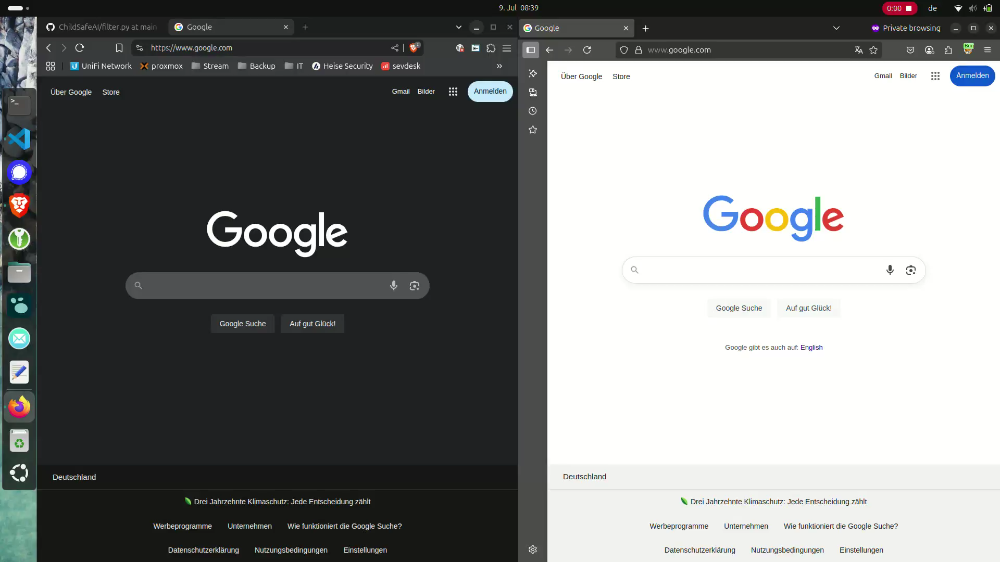 9. Jul 08:39
0:00
de
ChildSafeAI/filter.py at main
Google
https://www.google.com
2
UniFi Network
proxmox
Stream
Backup
IT
Heise Security
sevdesk
Über Google
Store
Gmail
Bilder
Anmelden
Google
Google Suche
Auf gut Glück!
Deutschland
Drei Jahrzehnte Klimaschutz: Jede Entscheidung zählt
Werbeprogramme
Unternehmen
Wie funktioniert die Google Suche?
Datenschutzerklärung
Nutzungsbedingungen
Einstellungen
Google
Private browsing
www.google.com
Über Google
Store
Gmail
Bilder
Anmelden
Google
Google Suche
Auf gut Glück!
Google gibt es auch auf: English
Deutschland
Drei Jahrzehnte Klimaschutz: Jede Entscheidung zählt
Werbeprogramme
Unternehmen
Wie funktioniert die Google Suche?
Datenschutzerklärung
Nutzungsbedingungen
Einstellungen